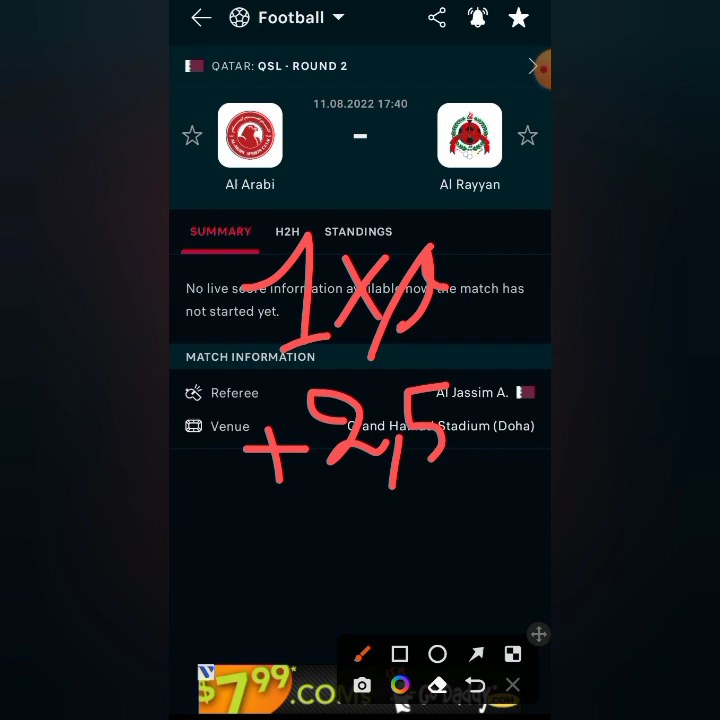 Football
QATAR: QSL - ROUND 2
11.08.2022 17:40
-
Al Arabi
Al Rayyan
SUMMARY H2H STANDINGS
No live score information available now, the match has
not started yet.
MATCH INFORMATION
Referee Al Jassim A.
Venue Grand Hamad Stadium (Doha)
+2,5
$7.99* .COMs
GoDaddy